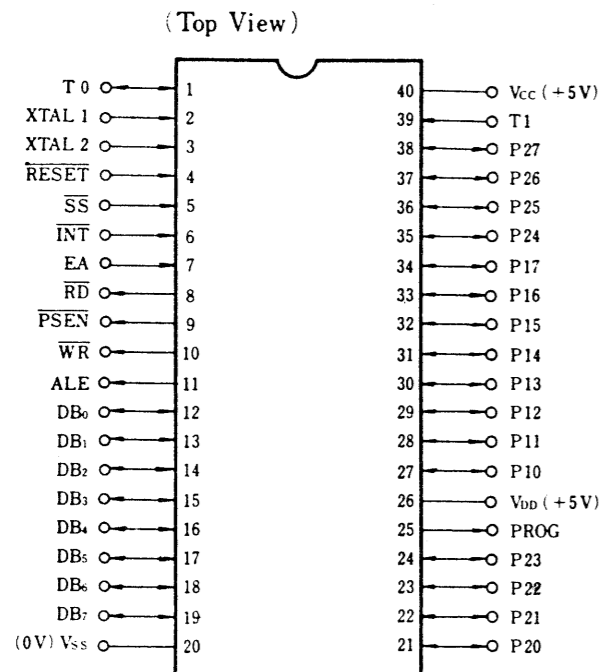 (Top View)
T0 1 40 Vcc (+5V)
XTAL 1 2 39 T1
XTAL 2 3 38 P27
RESET 4 37 P26
SS 5 36 P25
INT 6 35 P24
EA 7 34 P17
RD 8 33 P16
PSEN 9 32 P15
WR 10 31 P14
ALE 11 30 P13
DB0 12 29 P12
DB1 13 28 P11
DB2 14 27 P10
DB3 15 26 VDD (+5V)
DB4 16 25 PROG
DB5 17 24 P23
DB6 18 23 P22
DB7 19 22 P21
(0V) Vss 20 21 P20